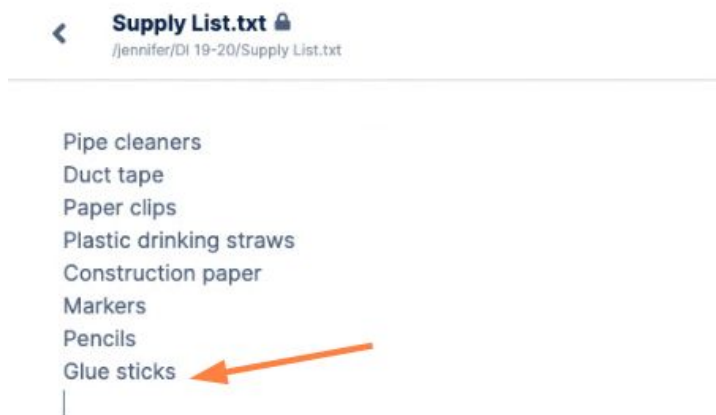 Supply List.txt
/jennifer/DI 19-20/Supply List.txt
Pipe cleaners
Duct tape
Paper clips
Plastic drinking straws
Construction paper
Markers
Pencils
Glue sticks